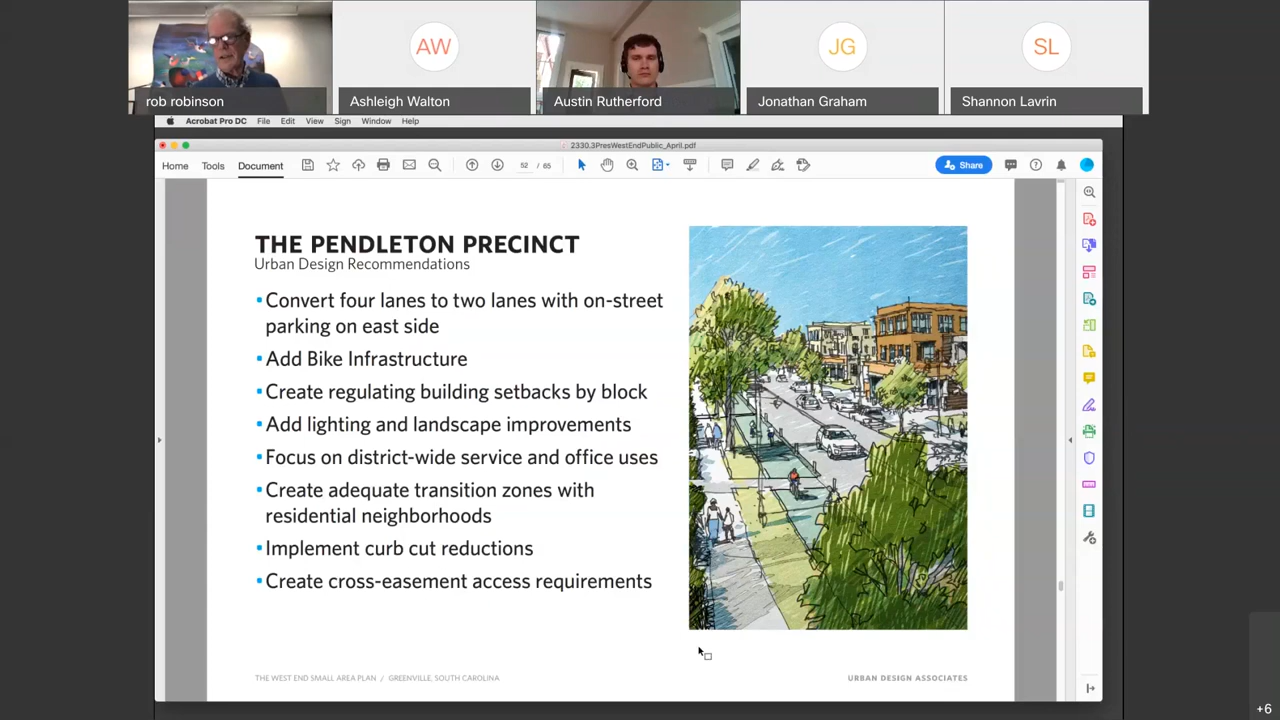 AW
JG
SL
rob robinson
Ashleigh Walton
Austin Rutherford
Jonathan Graham
Shannon Lavrin
Acrobat Pro DC File Edit View Sign Window Help
2330.3PresWestEndPublic_April.pdf
Home Tools Document
52 / 65
Share
THE PENDLETON PRECINCT
Urban Design Recommendations
•Convert four lanes to two lanes with on-street
parking on east side
•Add Bike Infrastructure
•Create regulating building setbacks by block
•Add lighting and landscape improvements
•Focus on district-wide service and office uses
•Create adequate transition zones with
residential neighborhoods
•Implement curb cut reductions
•Create cross-easement access requirements
THE WEST END SMALL AREA PLAN / GREENVILLE, SOUTH CAROLINA
URBAN DESIGN ASSOCIATES
+6